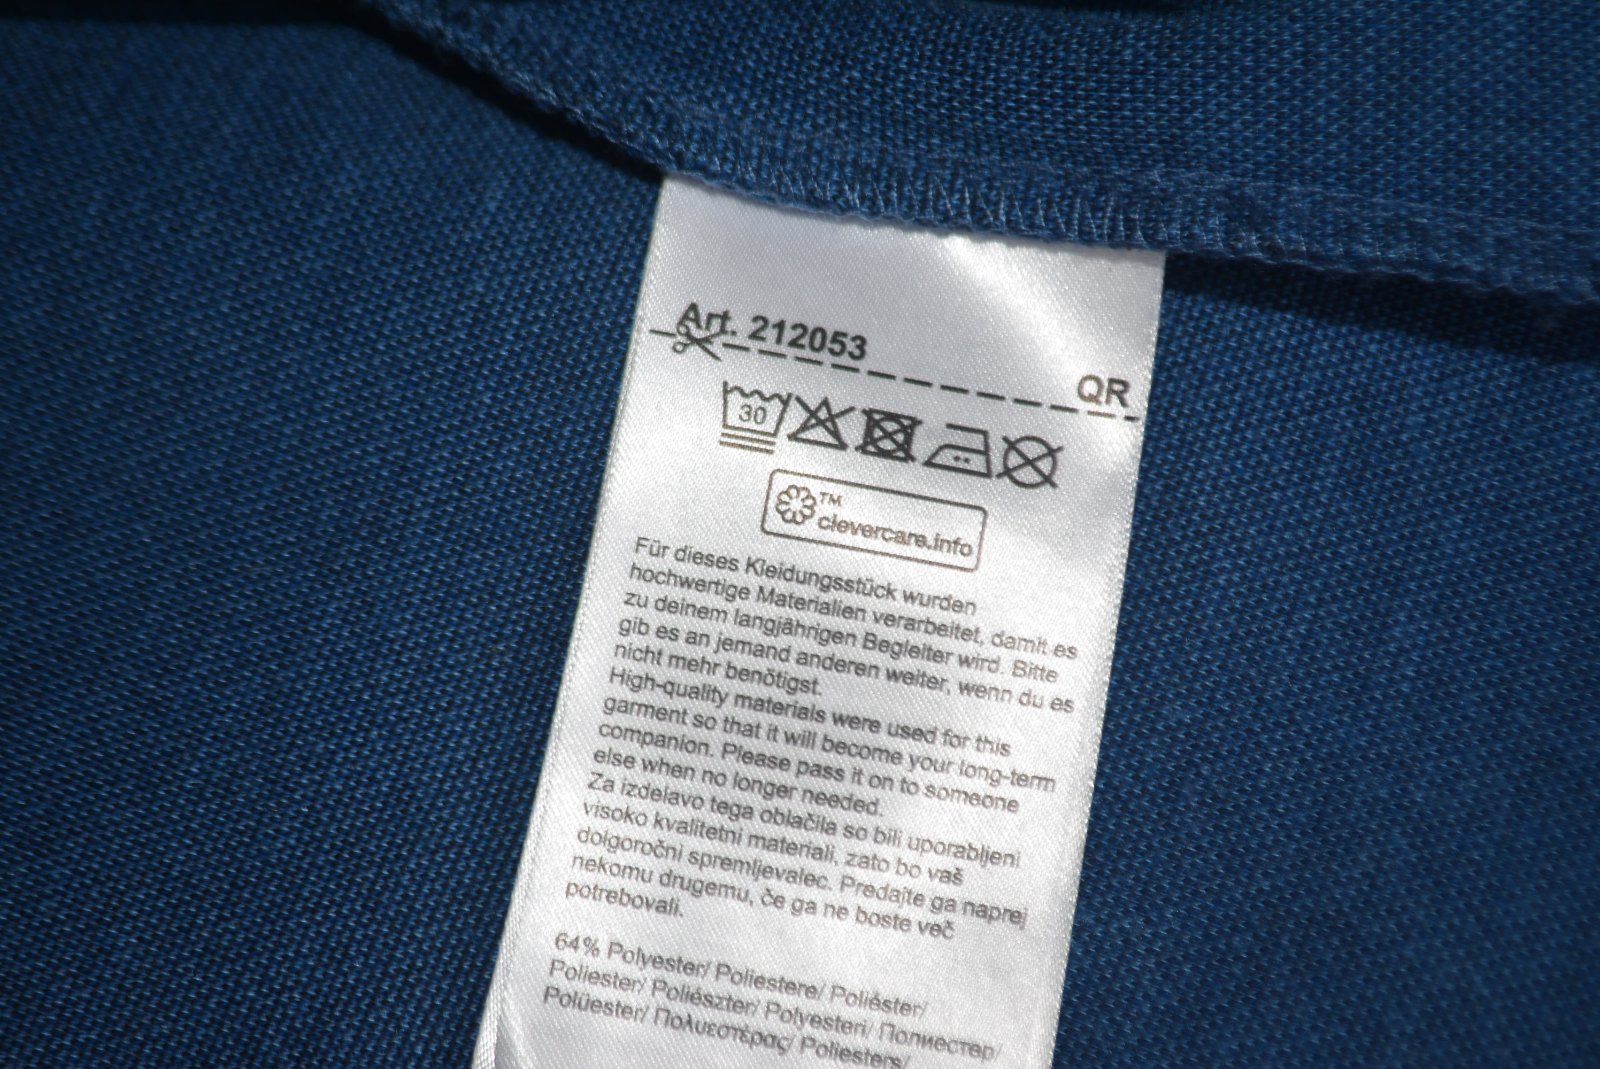 Art. 212053
QR
30
TM
clevercare.info
Für dieses Kleidungsstück wurden
hochwertige Materialien verarbeitet, damit es
zu deinem langjährigen Begleiter wird. Bitte
gib es an jemand anderen weiter, wenn du es
nicht mehr benötigst.
High-quality materials were used for this
garment so that it will become your long-term
companion. Please pass it on to someone
else when no longer needed.
Za izdelavo tega oblačila so bili uporabljeni
visoko kvalitetni materiali, zato bo vaš
dolgoročni spremljevalec. Predajte ga naprej
nekomu drugemu, če ga ne boste več
potrebovali.
64% Polyester/ Poliestere/ Poliéster/
Poliester/ Poliészter/ Polyesteri/ Полиестер/
Polüester/ Πολυεστέρας/ Poliesters/